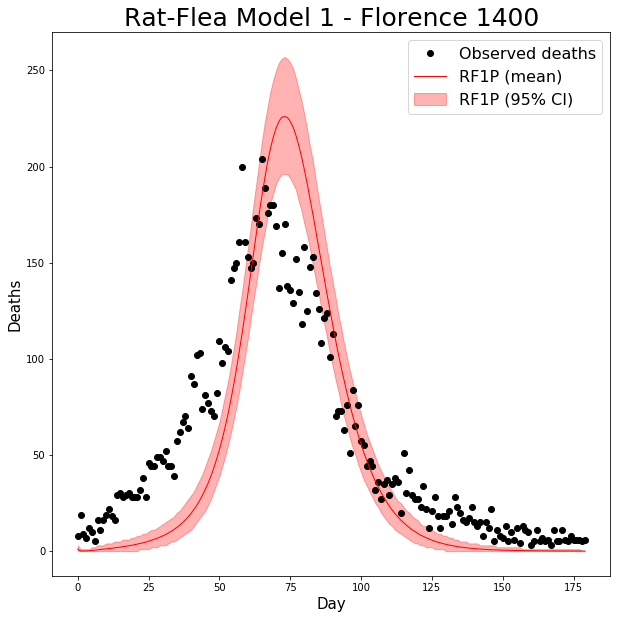 Rat-Flea Model 1 - Florence 1400
Observed deaths
RF1P (mean)
RF1P (95% CI)
Deaths
250
200
150
100
50
0
0 25 50 75 100 125 150 175
Day